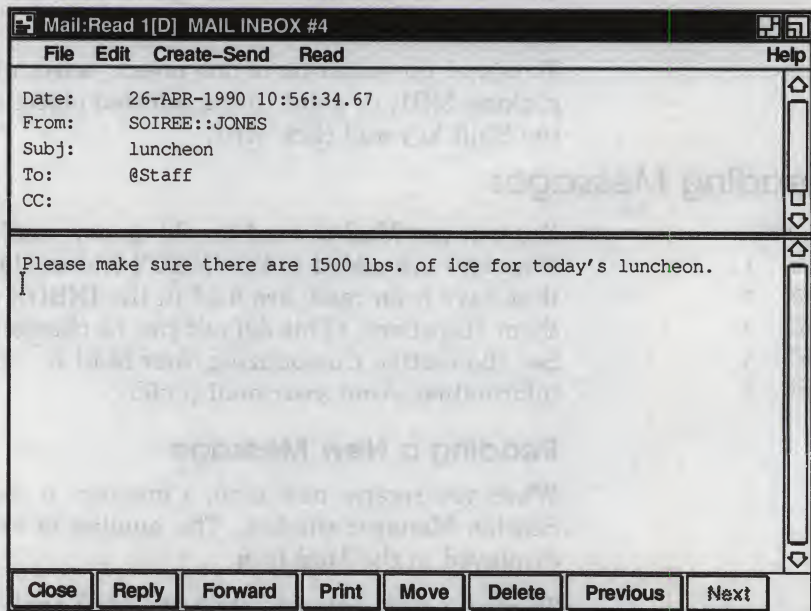 Mail:Read 1[D] MAIL INBOX #4
File Edit Create–Send Read Help
Date: 26-APR-1990 10:56:34.67
From: SOIREE::JONES
Subj: luncheon
To: @Staff
CC:
Please make sure there are 1500 lbs. of ice for today's luncheon.
Close Reply Forward Print Move Delete Previous Next